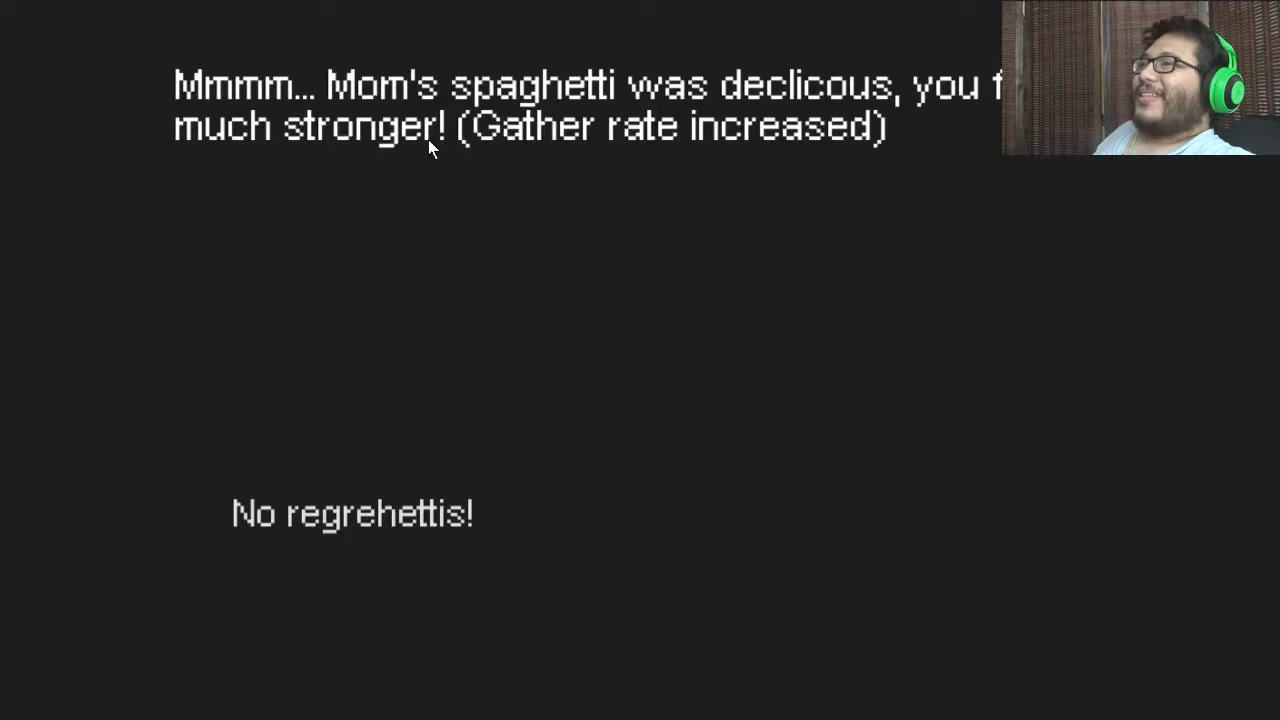 Mmmm... Mom's spaghetti was declicous, you
much stronger! (Gather rate increased)
No regrehettis!